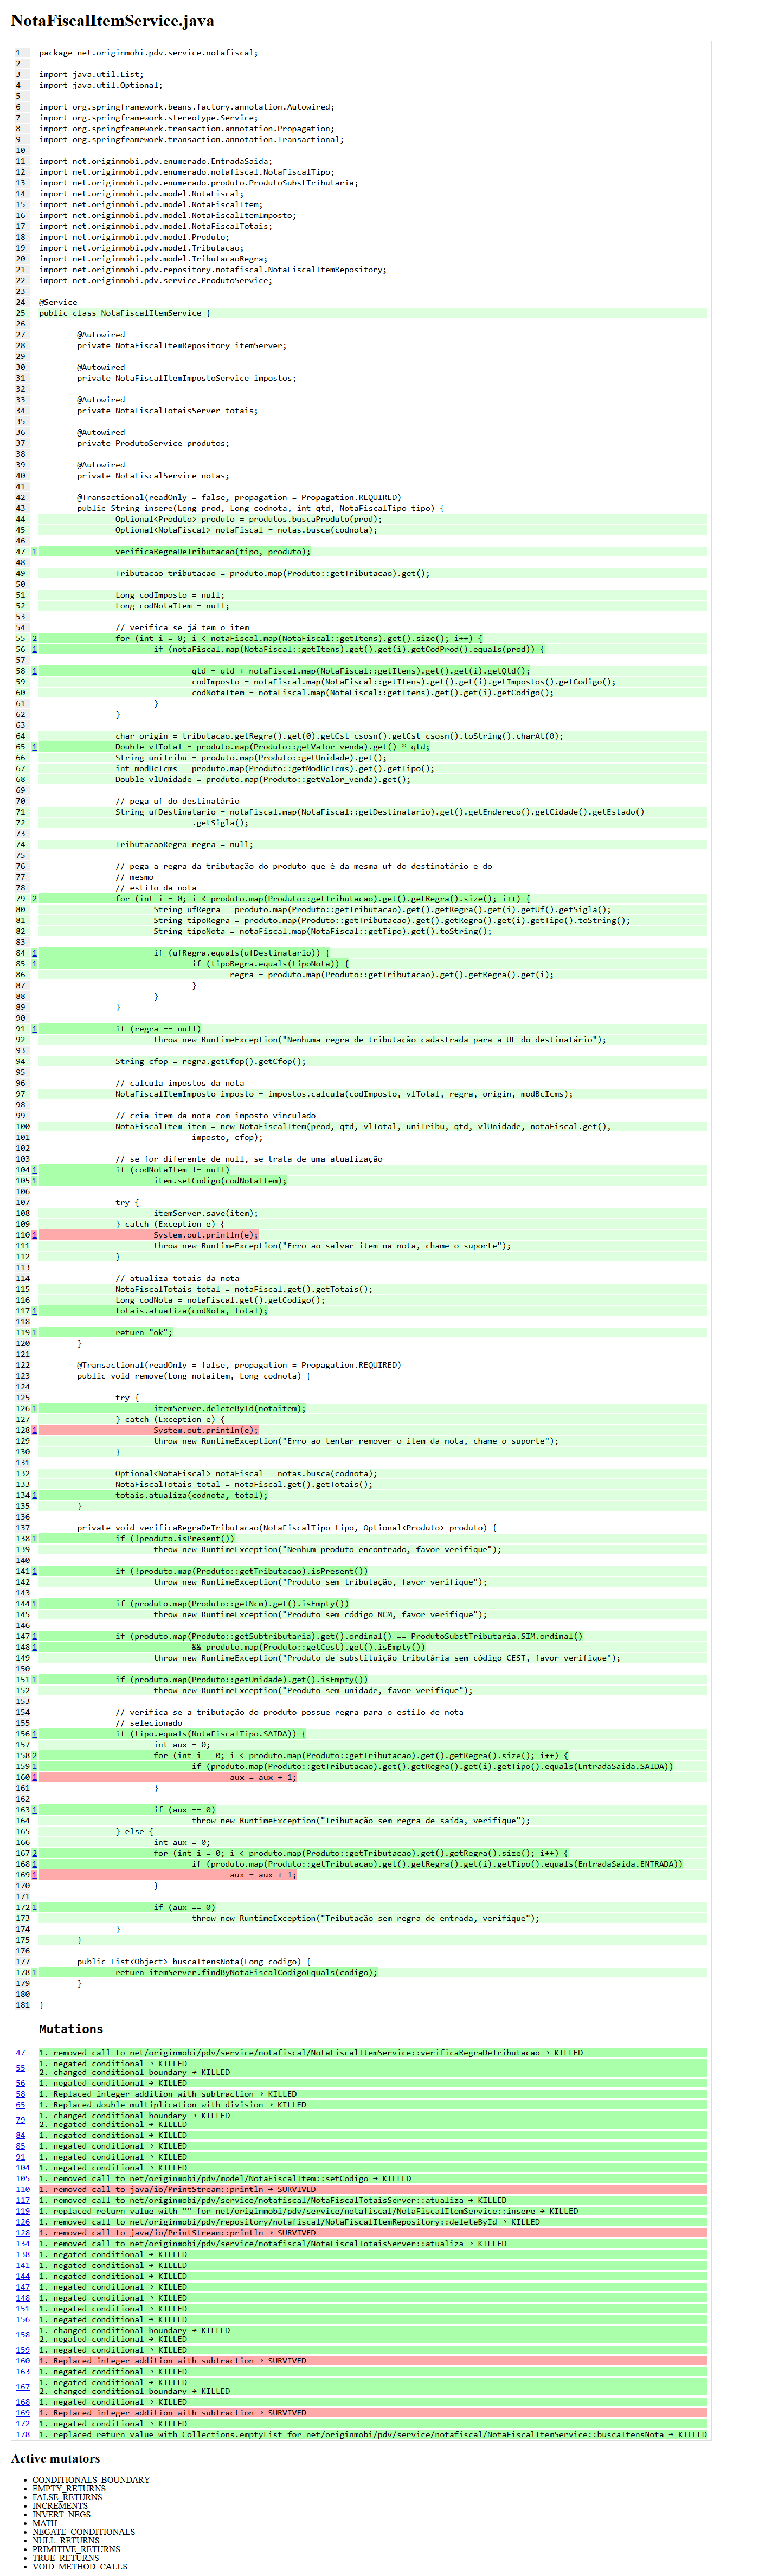 NotaFiscalItemService.java
1 package net.originmobi.pdv.service.notafiscal;
2
3 import java.util.List;
4 import java.util.Optional;
5
6 import org.springframework.beans.factory.annotation.Autowired;
7 import org.springframework.stereotype.Service;
8 import org.springframework.transaction.annotation.Propagation;
9 import org.springframework.transaction.annotation.Transactional;
10
11 import net.originmobi.pdv.enumerado.EntradaSaida;
12 import net.originmobi.pdv.enumerado.notafiscal.NotaFiscalTipo;
13 import net.originmobi.pdv.enumerado.produto.ProdutoSubstTributaria;
14 import net.originmobi.pdv.model.NotaFiscal;
15 import net.originmobi.pdv.model.NotaFiscalItem;
16 import net.originmobi.pdv.model.NotaFiscalItemImposto;
17 import net.originmobi.pdv.model.NotaFiscalTotais;
18 import net.originmobi.pdv.model.Produto;
19 import net.originmobi.pdv.model.Tributacao;
20 import net.originmobi.pdv.model.TributacaoRegra;
21 import net.originmobi.pdv.repository.notafiscal.NotaFiscalItemRepository;
22 import net.originmobi.pdv.service.ProdutoService;
23
24 @Service
25 public class NotaFiscalItemService {
26
27 @Autowired
28 private NotaFiscalItemRepository itemServer;
29
30 @Autowired
31 private NotaFiscalItemImpostoService impostos;
32
33 @Autowired
34 private NotaFiscalTotaisServer totais;
35
36 @Autowired
37 private ProdutoService produtos;
38
39 @Autowired
40 private NotaFiscalService notas;
41
42 @Transactional(readOnly = false, propagation = Propagation.REQUIRED)
43 public String insere(Long prod, Long codnota, int qtd, NotaFiscalTipo tipo) {
44 Optional<Produto> produto = produtos.buscaProduto(prod);
45 Optional<NotaFiscal> notaFiscal = notas.busca(codnota);
46
47 1 verificaRegraDeTributacao(tipo, produto);
48
49 Tributacao tributacao = produto.map(Produto::getTributacao).get();
50
51 Long codImposto = null;
52 Long codNotaItem = null;
53
54 // verifica se já tem o item
55 2 for (int i = 0; i < notaFiscal.map(NotaFiscal::getItens).get().size(); i++) {
56 1 if (notaFiscal.map(NotaFiscal::getItens).get().get(i).getCodProd().equals(prod)) {
57
58 1 qtd = qtd + notaFiscal.map(NotaFiscal::getItens).get().get(i).getQtd();
59 codImposto = notaFiscal.map(NotaFiscal::getItens).get().get(i).getImpostos().getCodigo();
60 codNotaItem = notaFiscal.map(NotaFiscal::getItens).get().get(i).getCodigo();
61 }
62 }
63
64 char origin = tributacao.getRegra().get(0).getCst_csosn().getCst_csosn().toString().charAt(0);
65 1 Double vlTotal = produto.map(Produto::getValor_venda).get() * qtd;
66 String uniTribu = produto.map(Produto::getUnidade).get();
67 int modBcIcms = produto.map(Produto::getModBcIcms).get().getTipo();
68 Double vlUnidade = produto.map(Produto::getValor_venda).get();
69
70 // pega uf do destinatário
71 String ufDestinatario = notaFiscal.map(NotaFiscal::getDestinatario).get().getEndereco().getCidade().getEstado()
72 .getSigla();
73
74 TributacaoRegra regra = null;
75
76 // pega a regra da tributação do produto que é da mesma uf do destinatário e do
77 // mesmo
78 // estilo da nota
79 2 for (int i = 0; i < produto.map(Produto::getTributacao).get().getRegra().size(); i++) {
80 String ufRegra = produto.map(Produto::getTributacao).get().getRegra().get(i).getUf().getSigla();
81 String tipoRegra = produto.map(Produto::getTributacao).get().getRegra().get(i).getTipo().toString();
82 String tipoNota = notaFiscal.map(NotaFiscal::getTipo).get().toString();
83
84 1 if (ufRegra.equals(ufDestinatario)) {
85 1 if (tipoRegra.equals(tipoNota)) {
86 regra = produto.map(Produto::getTributacao).get().getRegra().get(i);
87 }
88 }
89 }
90
91 1 if (regra == null)
92 throw new RuntimeException("Nenhuma regra de tributação cadastrada para a UF do destinatário");
93
94 String cfop = regra.getCfop().getCfop();
95
96 // calcula impostos da nota
97 NotaFiscalItemImposto imposto = impostos.calcula(codImposto, vlTotal, regra, origin, modBcIcms);
98
99 // cria item da nota com imposto vinculado
100 NotaFiscalItem item = new NotaFiscalItem(prod, qtd, vlTotal, uniTribu, qtd, vlUnidade, notaFiscal.get(),
101 imposto, cfop);
102
103 // se for diferente de null, se trata de uma atualização
104 1 if (codNotaItem != null)
105 1 item.setCodigo(codNotaItem);
106
107 try {
108 itemServer.save(item);
109 } catch (Exception e) {
110 1 System.out.println(e);
111 throw new RuntimeException("Erro ao salvar item na nota, chame o suporte");
112 }
113
114 // atualiza totais da nota
115 NotaFiscalTotais total = notaFiscal.get().getTotais();
116 Long codNota = notaFiscal.get().getCodigo();
117 1 totais.atualiza(codNota, total);
118
119 1 return "ok";
120 }
121
122 @Transactional(readOnly = false, propagation = Propagation.REQUIRED)
123 public void remove(Long notaitem, Long codnota) {
124
125 try {
126 1 itemServer.deleteById(notaitem);
127 } catch (Exception e) {
128 1 System.out.println(e);
129 throw new RuntimeException("Erro ao tentar remover o item da nota, chame o suporte");
130 }
131
132 Optional<NotaFiscal> notaFiscal = notas.busca(codnota);
133 NotaFiscalTotais total = notaFiscal.get().getTotais();
134 1 totais.atualiza(codnota, total);
135 }
136
137 private void verificaRegraDeTributacao(NotaFiscalTipo tipo, Optional<Produto> produto) {
138 1 if (!produto.isPresent())
139 throw new RuntimeException("Nenhum produto encontrado, favor verifique");
140
141 1 if (!produto.map(Produto::getTributacao).isPresent())
142 throw new RuntimeException("Produto sem tributação, favor verifique");
143
144 1 if (produto.map(Produto::getNcm).get().isEmpty())
145 throw new RuntimeException("Produto sem código NCM, favor verifique");
146
147 1 if (produto.map(Produto::getSubtributaria).get().ordinal() == ProdutoSubstTributaria.SIM.ordinal()
148 1 && produto.map(Produto::getCest).get().isEmpty())
149 throw new RuntimeException("Produto de substituição tributária sem código CEST, favor verifique");
150
151 1 if (produto.map(Produto::getUnidade).get().isEmpty())
152 throw new RuntimeException("Produto sem unidade, favor verifique");
153
154 // verifica se a tributação do produto possue regra para o estilo de nota
155 // selecionado
156 1 if (tipo.equals(NotaFiscalTipo.SAIDA)) {
157 int aux = 0;
158 2 for (int i = 0; i < produto.map(Produto::getTributacao).get().getRegra().size(); i++) {
159 1 if (produto.map(Produto::getTributacao).get().getRegra().get(i).getTipo().equals(EntradaSaida.SAIDA))
160 1 aux = aux + 1;
161 }
162
163 1 if (aux == 0)
164 throw new RuntimeException("Tributação sem regra de saída, verifique");
165 } else {
166 int aux = 0;
167 2 for (int i = 0; i < produto.map(Produto::getTributacao).get().getRegra().size(); i++) {
168 1 if (produto.map(Produto::getTributacao).get().getRegra().get(i).getTipo().equals(EntradaSaida.ENTRADA))
169 1 aux = aux + 1;
170 }
171
172 1 if (aux == 0)
173 throw new RuntimeException("Tributação sem regra de entrada, verifique");
174 }
175 }
176
177 public List<Object> buscaItensNota(Long codigo) {
178 1 return itemServer.findByNotaFiscalCodigoEquals(codigo);
179 }
180
181 }
Mutations
47 1. removed call to net/originmobi/pdv/service/notafiscal/NotaFiscalItemService::verificaRegraDeTributacao → KILLED
55 1. negated conditional → KILLED
2. changed conditional boundary → KILLED
56 1. negated conditional → KILLED
58 1. Replaced integer addition with subtraction → KILLED
65 1. Replaced double multiplication with division → KILLED
79 1. changed conditional boundary → KILLED
2. negated conditional → KILLED
84 1. negated conditional → KILLED
85 1. negated conditional → KILLED
91 1. negated conditional → KILLED
104 1. negated conditional → KILLED
105 1. removed call to net/originmobi/pdv/model/NotaFiscalItem::setCodigo → KILLED
110 1. removed call to java/io/PrintStream::println → SURVIVED
117 1. removed call to net/originmobi/pdv/service/notafiscal/NotaFiscalTotaisServer::atualiza → KILLED
119 1. replaced return value with "" for net/originmobi/pdv/service/notafiscal/NotaFiscalItemService::insere → KILLED
126 1. removed call to net/originmobi/pdv/repository/notafiscal/NotaFiscalItemRepository::deleteById → KILLED
128 1. removed call to java/io/PrintStream::println → SURVIVED
134 1. removed call to net/originmobi/pdv/service/notafiscal/NotaFiscalTotaisServer::atualiza → KILLED
138 1. negated conditional → KILLED
141 1. negated conditional → KILLED
144 1. negated conditional → KILLED
147 1. negated conditional → KILLED
148 1. negated conditional → KILLED
151 1. negated conditional → KILLED
156 1. negated conditional → KILLED
158 1. changed conditional boundary → KILLED
2. negated conditional → KILLED
159 1. negated conditional → KILLED
160 1. Replaced integer addition with subtraction → SURVIVED
163 1. negated conditional → KILLED
167 1. negated conditional → KILLED
2. changed conditional boundary → KILLED
168 1. negated conditional → KILLED
169 1. Replaced integer addition with subtraction → SURVIVED
172 1. negated conditional → KILLED
178 1. replaced return value with Collections.emptyList for net/originmobi/pdv/service/notafiscal/NotaFiscalItemService::buscaItensNota → KILLED
Active mutators
• CONDITIONALS_BOUNDARY
• EMPTY_RETURNS
• FALSE_RETURNS
• INCREMENTS
• INVERT_NEGS
• MATH
• NEGATE_CONDITIONALS
• NULL_RETURNS
• PRIMITIVE_RETURNS
• TRUE_RETURNS
• VOID_METHOD_CALLS